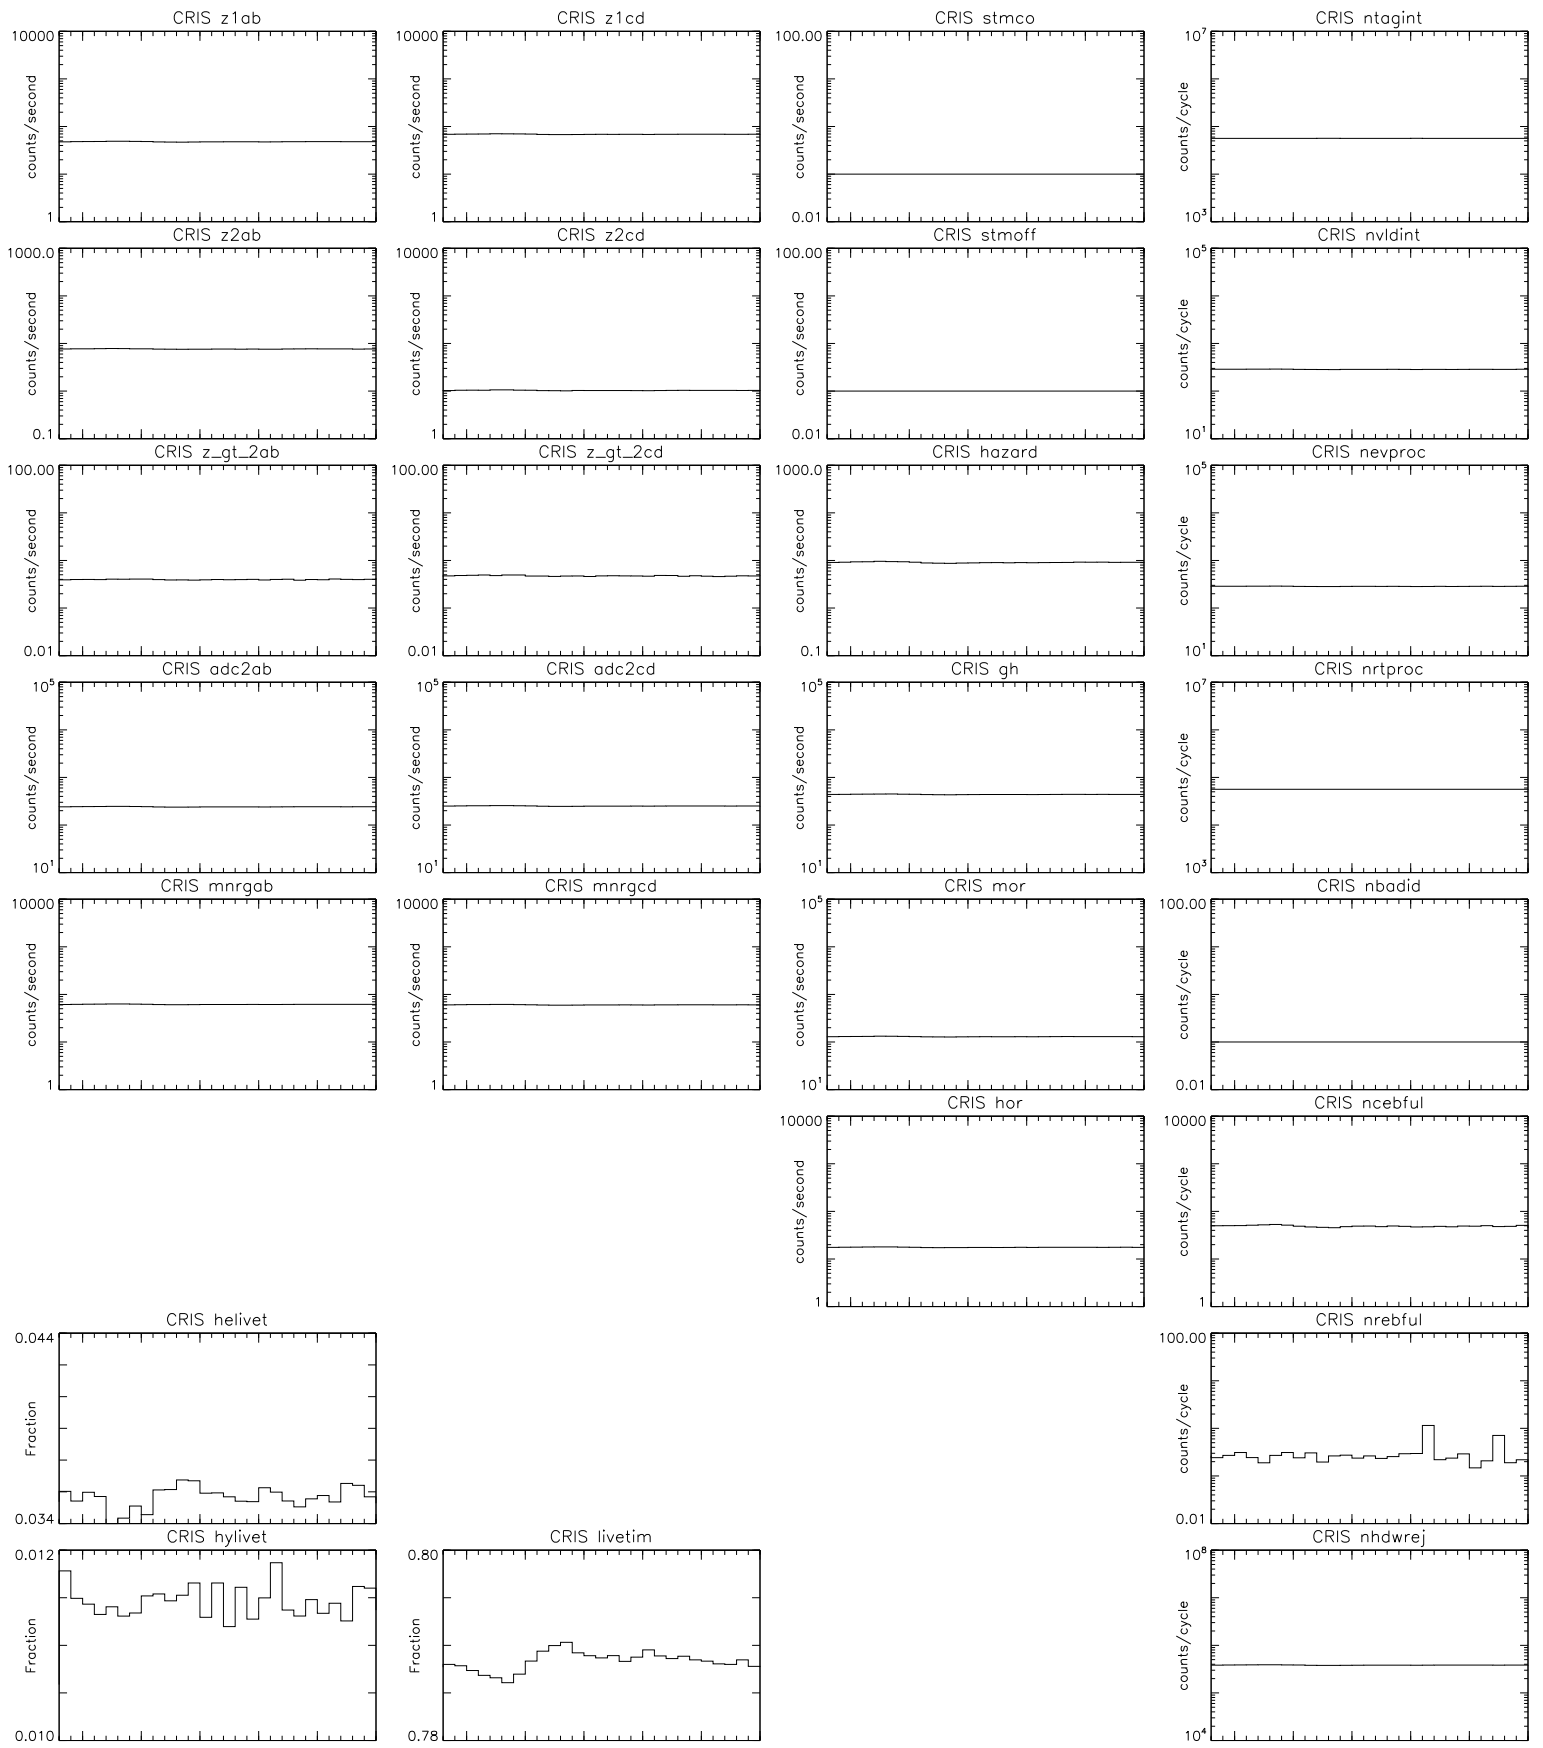 CRIS z1ab
CRIS z1cd
CRIS stmco
CRIS ntagint
10000
counts/second
1
10000
counts/second
1
100.00
counts/second
0.01
10⁷
counts/cycle
10³
CRIS z2ab
CRIS z2cd
CRIS stmoff
CRIS nvldint
1000.0
counts/second
0.1
10000
counts/second
1
100.00
counts/second
0.01
10⁵
counts/cycle
10¹
CRIS z_gt_2ab
CRIS z_gt_2cd
CRIS hazard
CRIS nevproc
100.00
counts/second
0.01
100.00
counts/second
0.01
1000.0
counts/second
0.1
10⁵
counts/cycle
10¹
CRIS adc2ab
CRIS adc2cd
CRIS gh
CRIS nrtproc
10⁵
counts/second
10¹
10⁵
counts/second
10¹
10⁵
counts/second
10¹
10⁷
counts/cycle
10³
CRIS mnrgab
CRIS mnrgcd
CRIS mor
CRIS nbadid
10000
counts/second
1
10000
counts/second
1
10⁵
counts/second
10¹
100.00
counts/cycle
0.01
CRIS hor
CRIS ncebful
10000
counts/second
1
10000
counts/cycle
1
CRIS helivet
CRIS nrebful
0.044
Fraction
0.034
100.00
counts/cycle
0.01
CRIS hylivet
CRIS livetim
CRIS nhdwrej
0.012
Fraction
0.010
0.80
Fraction
0.78
10⁸
counts/cycle
10⁴